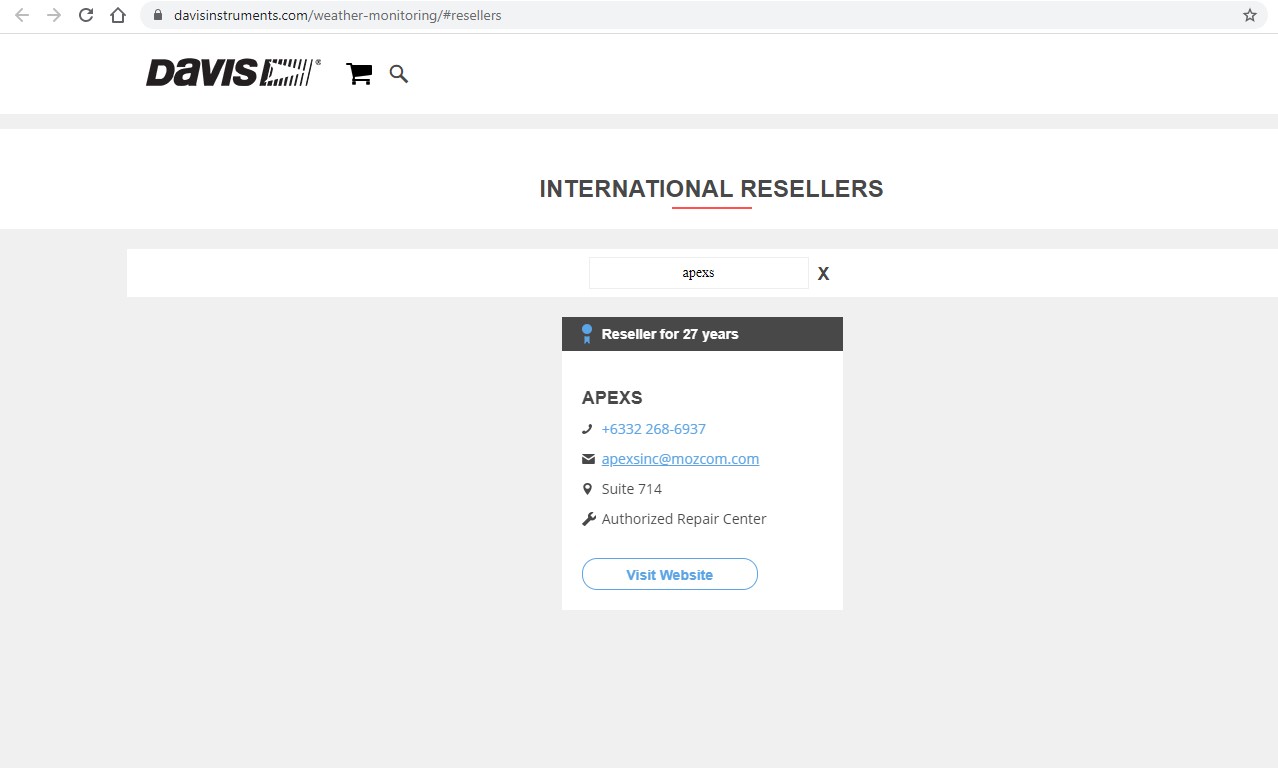 davisinstruments.com/weather-monitoring/#resellers
DAVIS®
INTERNATIONAL RESELLERS
apexs X
Reseller for 27 years
APEXS
+6332 268-6937
apexsinc@mozcom.com
Suite 714
Authorized Repair Center
Visit Website